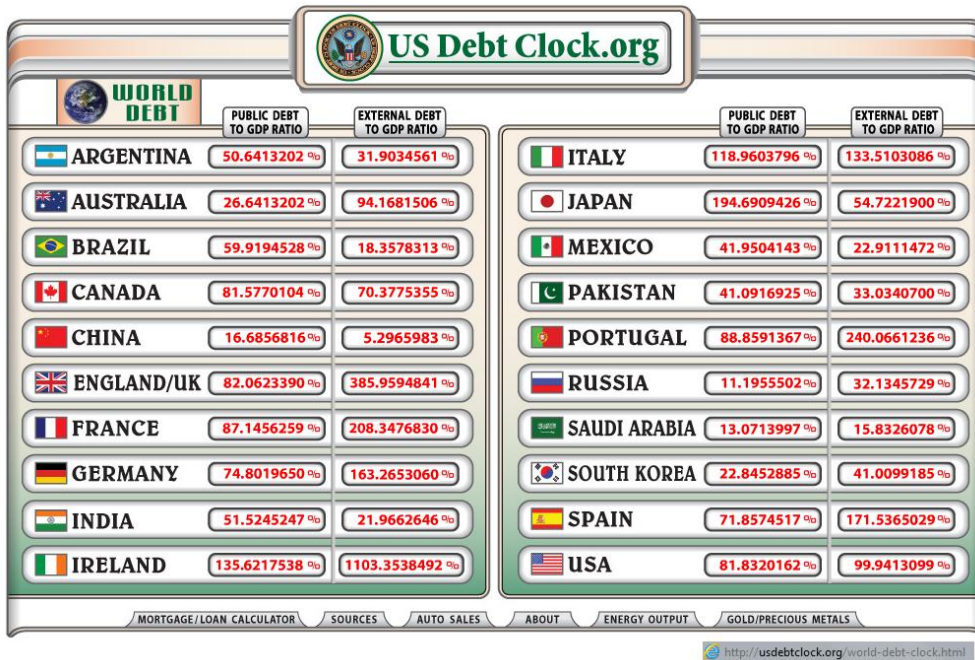 US Debt Clock.org
WORLD
DEBT
PUBLIC DEBT
TO GDP RATIO
EXTERNAL DEBT
TO GDP RATIO
ARGENTINA 50.6413202 % 31.9034561 %
AUSTRALIA 26.6413202 % 94.1681506 %
BRAZIL 59.9194528 % 18.3578313 %
CANADA 81.5770104 % 70.3775355 %
CHINA 16.6856816 % 5.2965983 %
ENGLAND/UK 82.0623390 % 385.9594841 %
FRANCE 87.1456259 % 208.3476830 %
GERMANY 74.8019650 % 163.2653060 %
INDIA 51.5245247 % 21.9662646 %
IRELAND 135.6217538 % 1103.3538492 %
PUBLIC DEBT
TO GDP RATIO
EXTERNAL DEBT
TO GDP RATIO
ITALY 118.9603796 % 133.5103086 %
JAPAN 194.6909426 % 54.7221900 %
MEXICO 41.9504143 % 22.9111472 %
PAKISTAN 41.0916925 % 33.0340700 %
PORTUGAL 88.8591367 % 240.0661236 %
RUSSIA 11.1955502 % 32.1345729 %
SAUDI ARABIA 13.0713997 % 15.8326078 %
SOUTH KOREA 22.8452885 % 41.0099185 %
SPAIN 71.8574517 % 171.5365029 %
USA 81.8320162 % 99.9413099 %
MORTGAGE/LOAN CALCULATOR SOURCES AUTO SALES ABOUT ENERGY OUTPUT GOLD/PRECIOUS METALS
http://usdebtclock.org/world-debt-clock.html